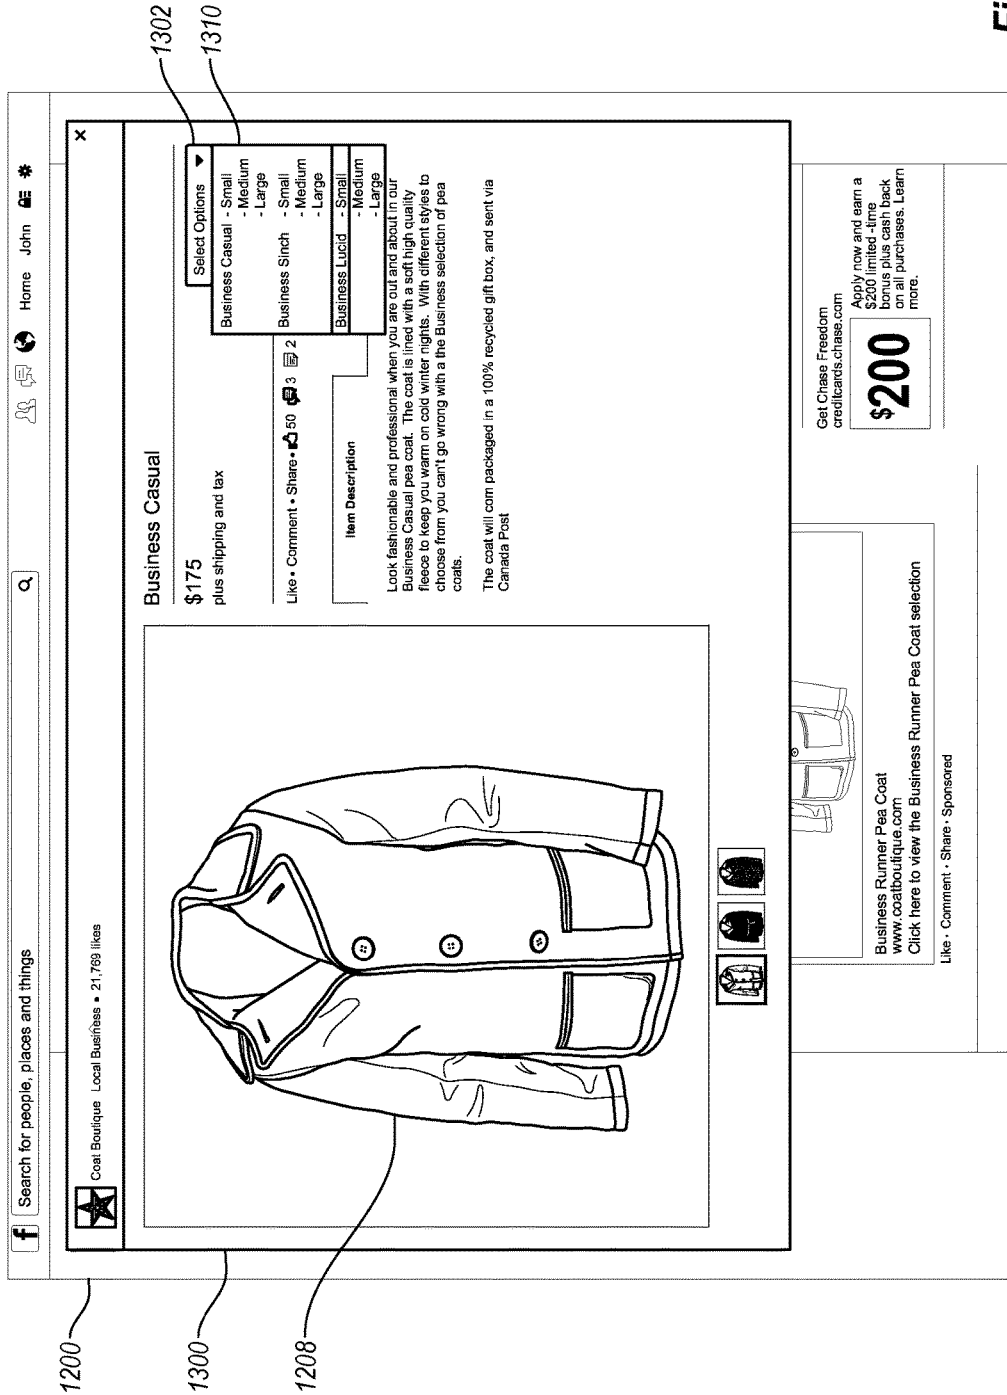 f
Search for people, places and things
Home John
Coat Boutique Local Business • 21,769 likes
x
Business Casual
$175
plus shipping and tax
Select Options
Business Casual - Small
- Medium
- Large
Business Sinch - Small
- Medium
- Large
Business Lucid - Small
- Medium
- Large
Like • Comment • Share • 50 3 2
Item Description
Look fashionable and professional when you are out and about in our
Business Casual pea coat. The coat is lined with a soft high quality
fleece to keep you warm on cold winter nights. With different styles to
choose from you can't go wrong with a the Business selection of pea
coats.
The coat will com packaged in a 100% recycled gift box, and sent via
Canada Post
Business Runner Pea Coat
www.coatboutique.com
Click here to view the Business Runner Pea Coat selection
Like • Comment • Share • Sponsored
Get Chase Freedom
creditcards.chase.com
$200
Apply now and earn a
$200 limited -time
bonus plus cash back
on all purchases. Learn
more.
1200
1300
1208
1302
1310